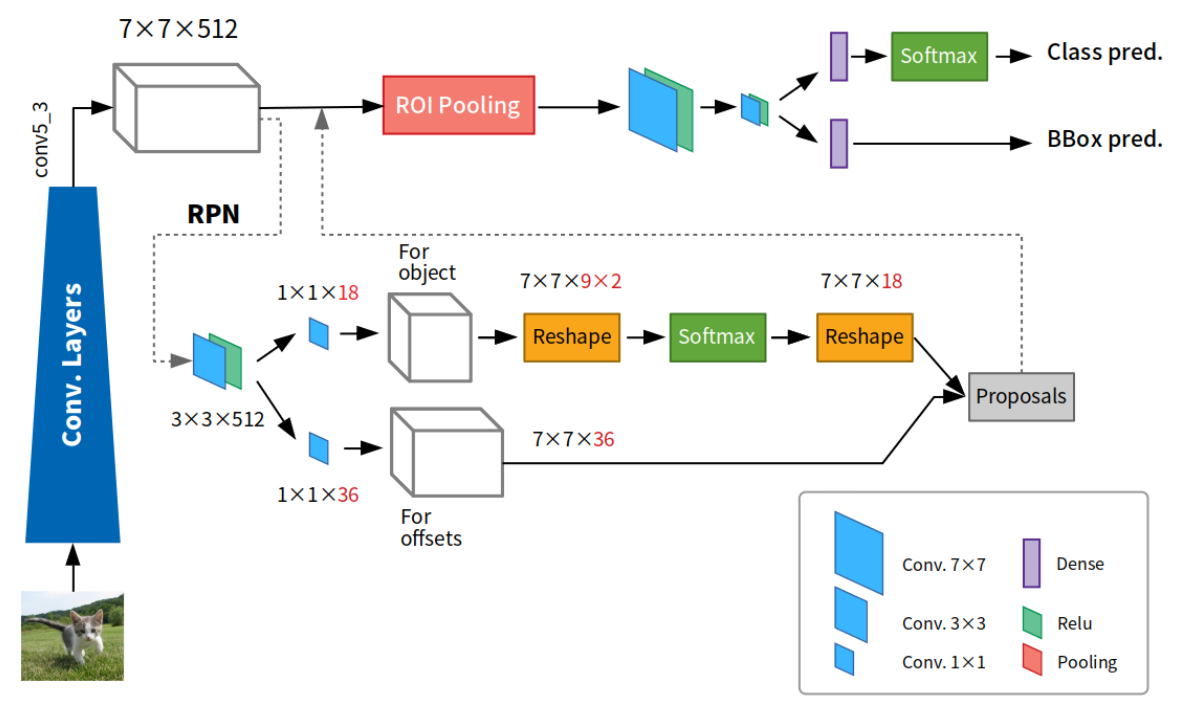 7×7×512
conv5_3
ROI Pooling
Softmax
Class pred.
BBox pred.
Conv. Layers
RPN
3×3×512
1×1×18
For
object
7×7×9×2
Reshape
Softmax
7×7×18
Reshape
Proposals
1×1×36
For
offsets
7×7×36
Conv. 7×7
Dense
Conv. 3×3
Relu
Conv. 1×1
Pooling